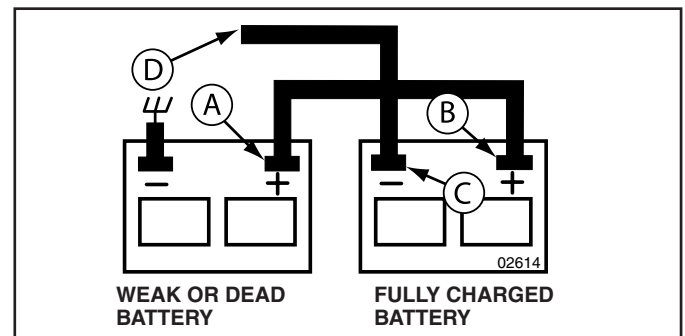 D
A
B
C
– + – +
02614
WEAK OR DEAD
BATTERY
FULLY CHARGED
BATTERY